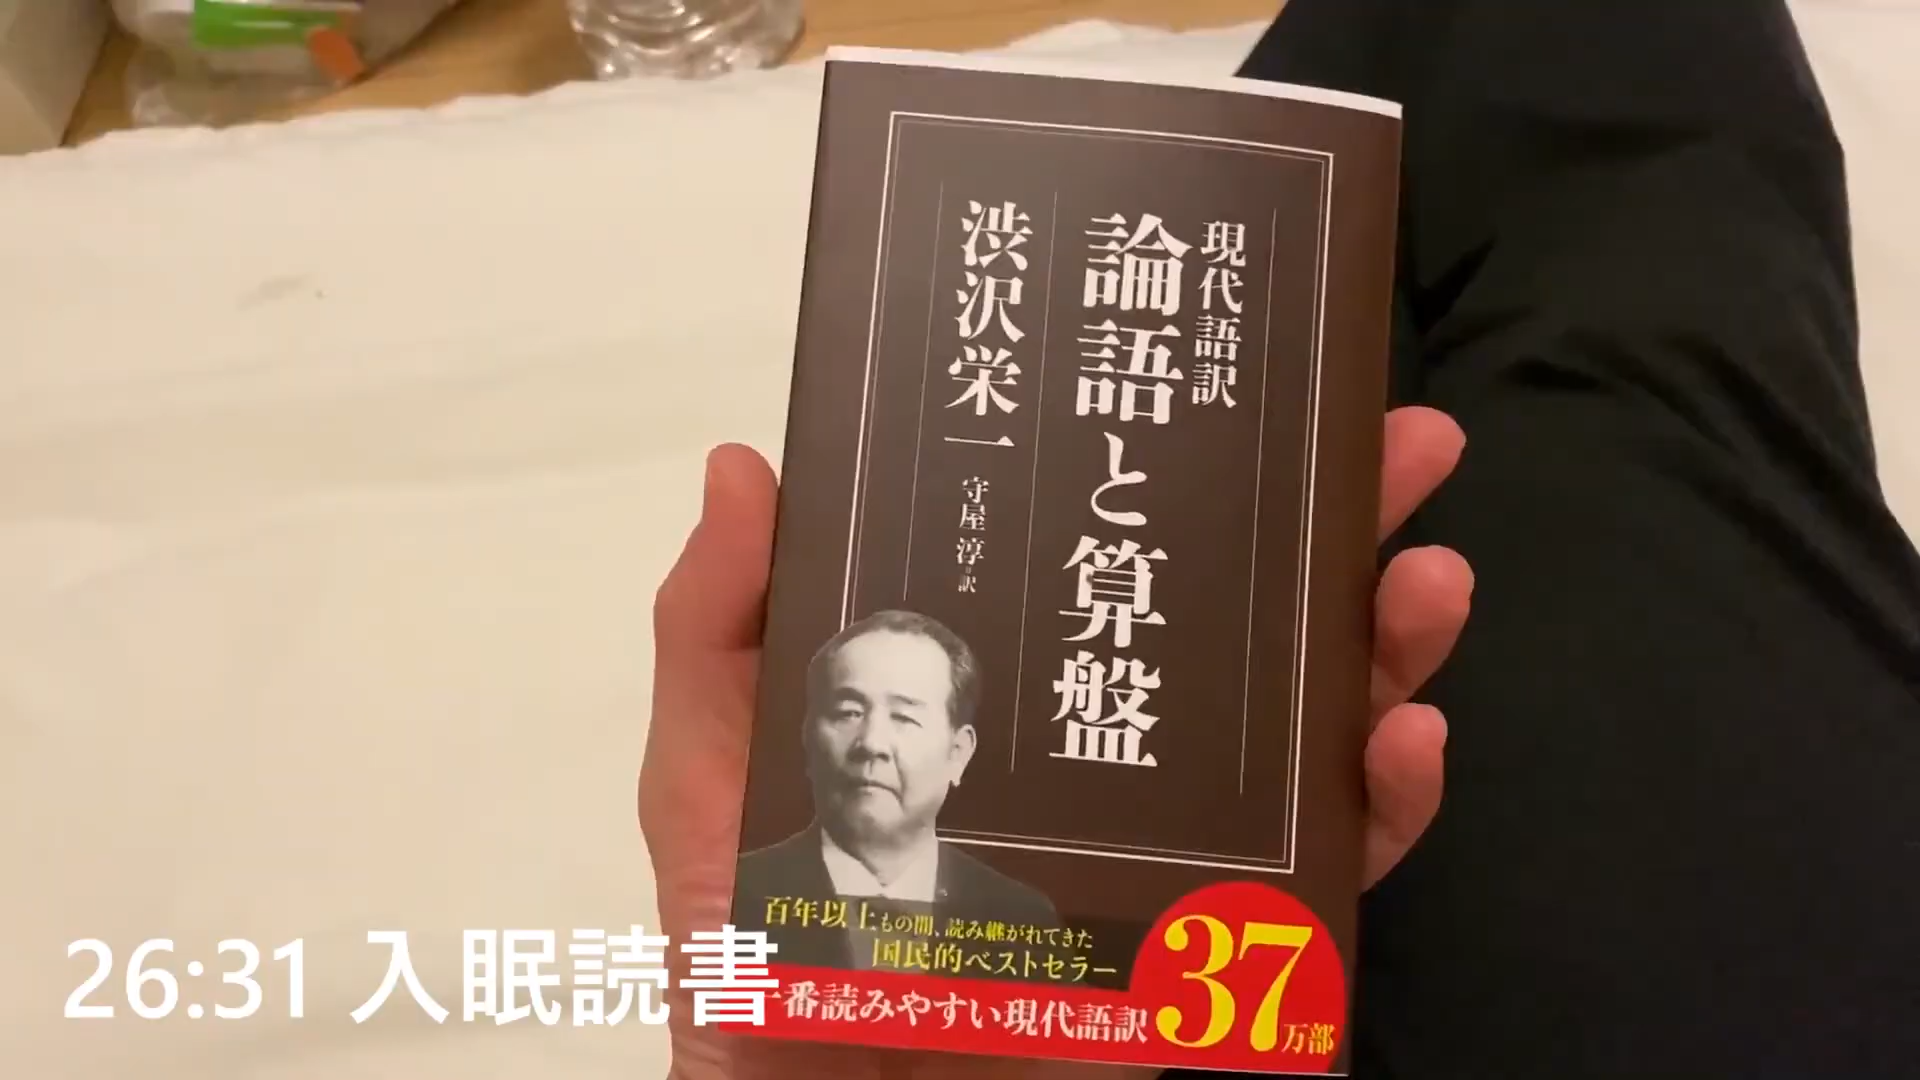 現代語訳
論語と算盤
渋沢栄一
守屋 淳=訳
百年以上もの間、読み継がれてきた
国民的ベストセラー
一番読みやすい現代語訳
37万部
26:31 入眠読書